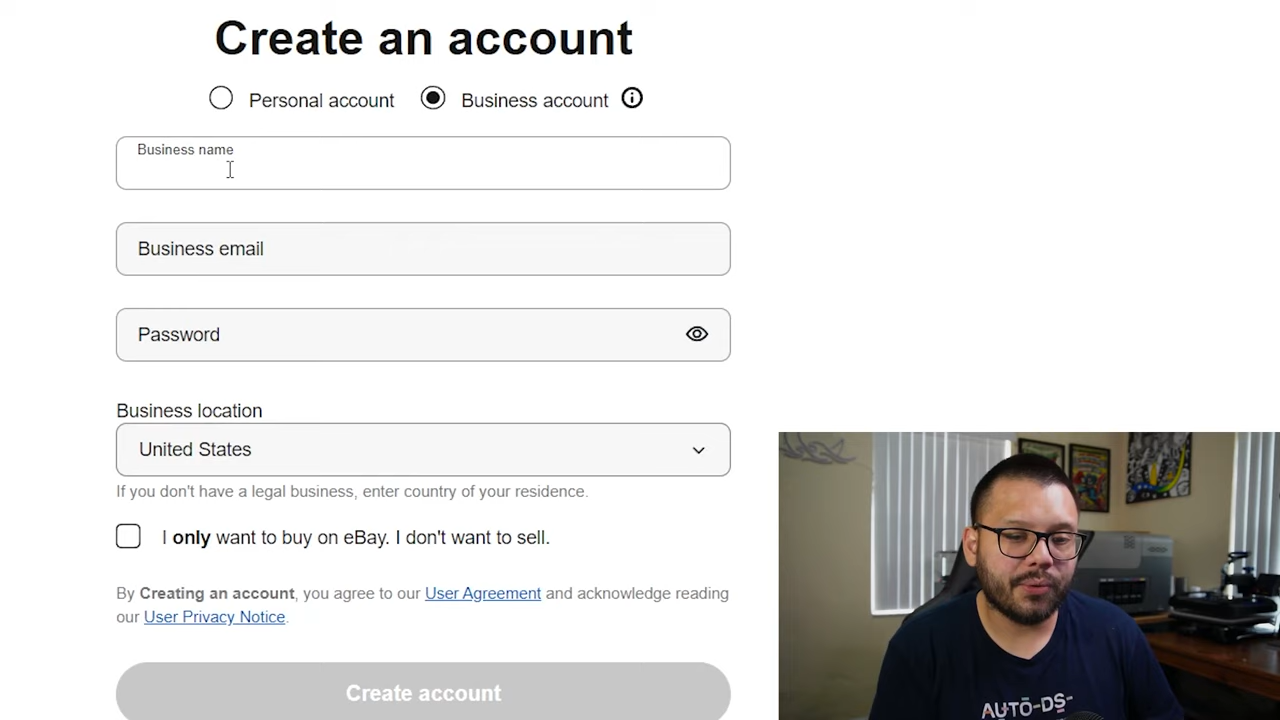 Create an account
Personal account
Business account
Business name
Business email
Password
Business location
United States
If you don't have a legal business, enter country of your residence.
I only want to buy on eBay. I don't want to sell.
By Creating an account, you agree to our User Agreement and acknowledge reading
our User Privacy Notice.
Create account
AUTO-DS-